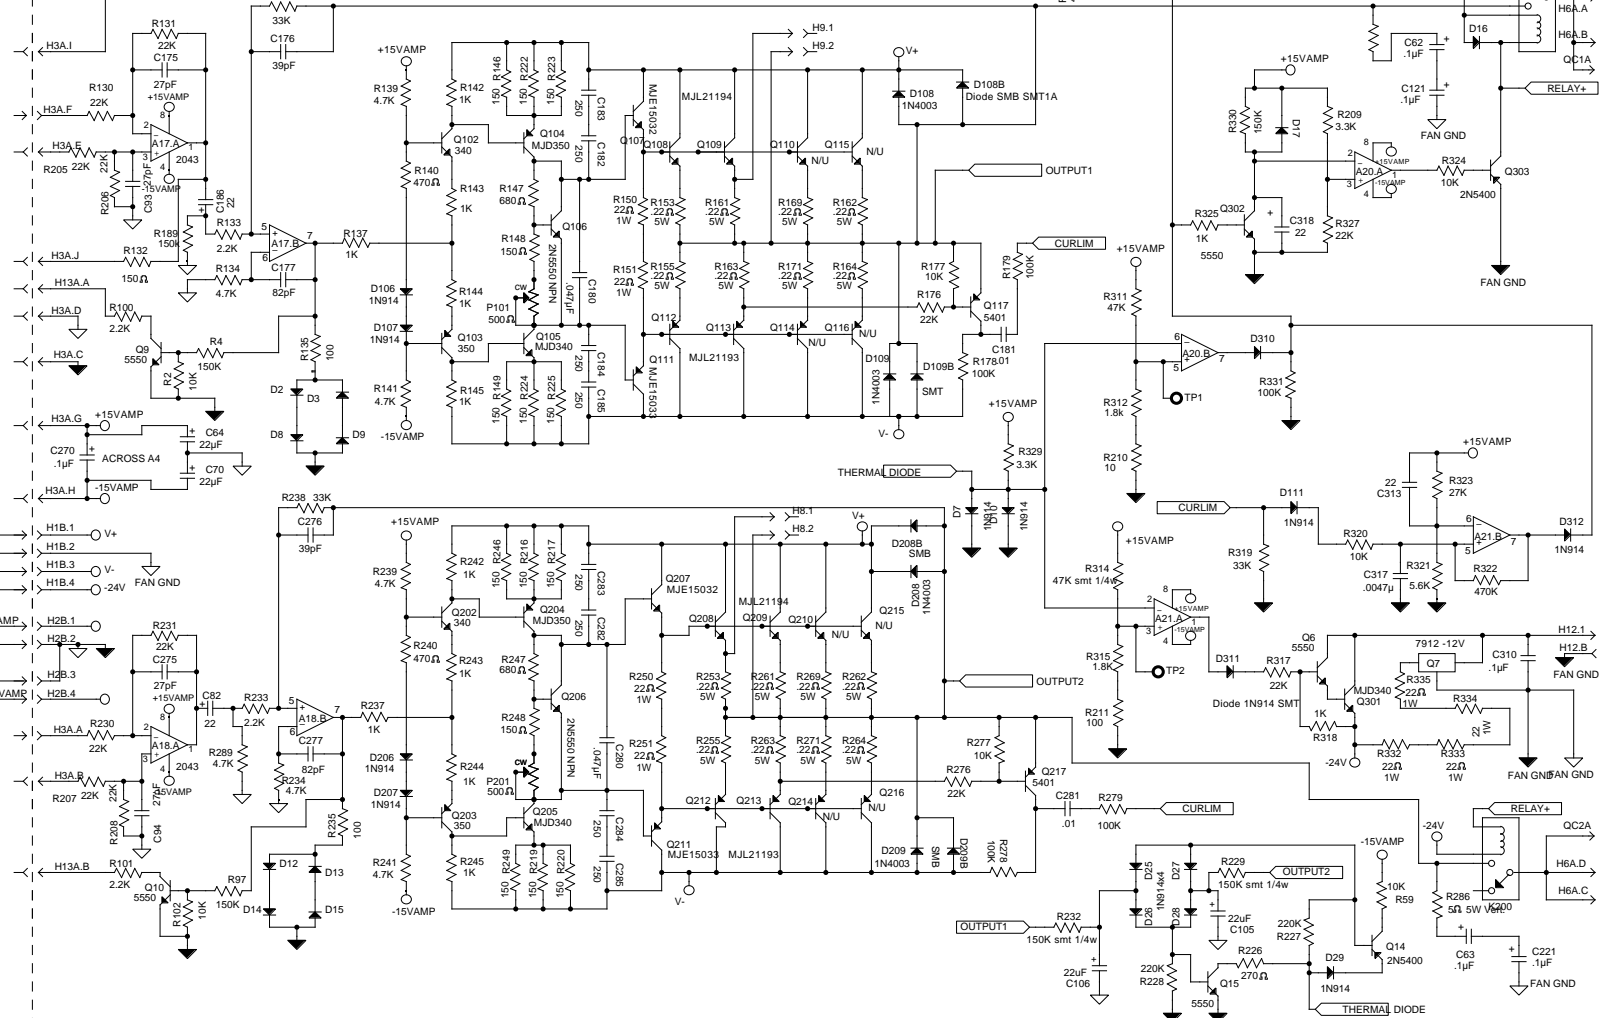 33K
R131
22K
C175
27pF
+15VAMP
H3A.I
R130
22K
H3A.F
H3A.E
R205 22K
22K
R206
C93
27pF
A17.A
2043
-15VAMP
C176
39pF
C186
22
R189
150k
R133
2.2K
A17.B
R137
1K
H3A.J
R132
150Ω
R134
4.7K
C177
82pF
H13A.A
R100
2.2K
H3A.D
Q9
5550
R4
150K
R2
10K
H3A.C
R135
100
D2
D3
D8
D9
H3A.G
+15VAMP
C270
.1µF
ACROSS A4
C64
22µF
C70
22µF
-15VAMP
H3A.H
+15VAMP
R139
4.7K
R140
470Ω
D106
1N914
D107
1N914
R141
4.7K
-15VAMP
R142
1K
Q102
340
R143
1K
R144
1K
Q103
350
R145
1K
R146
150
R222
150
R223
150
C183
250
C182
250
Q104
MJD350
R147
680Ω
Q106
2N5550 NPN
R148
150Ω
P101
500Ω
CW
C180
.047µF
Q105
MJD340
R149
150
R224
150
R225
150
C184
250
C185
250
MJE15032
Q107
Q108
MJL21194
Q109
Q110
N/U
Q115
N/U
R150
22Ω
1W
R153
.22Ω
5W
R161
.22Ω
5W
R169
.22Ω
5W
R162
.22Ω
5W
R151
22Ω
1W
R155
.22Ω
5W
R163
.22Ω
5W
R171
.22Ω
5W
R164
.22Ω
5W
Q111
MJE15033
Q112
Q113
MJL21193
Q114
N/U
Q116
N/U
H9.1
H9.2
V+
D108
1N4003
D108B
Diode SMB SMT1A
OUTPUT1
CURLIM
R177
10K
R179
100K
R176
22K
Q117
5401
C181
.01
R178
100K
D109
1N4003
D109B
SMT
V-
THERMAL DIODE
+15VAMP
R329
3.3K
D7
1N914
D10
1N914
C62
.1µF
C121
.1µF
FAN GND
D16
H6A.A
H6A.B
QC1A
RELAY+
+15VAMP
R330
150K
D17
R209
3.3K
A20.A
+15VAMP
-15VAMP
R324
10K
Q303
2N5400
Q302
5550
R325
1K
C318
22
R327
22K
FAN GND
+15VAMP
R311
47K
A20.B
D310
TP1
R312
1.8k
R331
100K
R210
10
CURLIM
D111
1N914
R319
33K
R320
10K
C317
.0047µ
R321
5.6K
R322
470K
+15VAMP
22
C313
R323
27K
A21.B
D312
1N914
+15VAMP
R314
47K smt 1/4w
A21.A
+15VAMP
-15VAMP
TP2
R315
1.8K
R211
100
D311
Diode 1N914 SMT
R317
22K
Q6
5550
MJD340
Q301
1K
R318
7912 -12V
Q7
R335
22Ω
1W
R334
22
1W
R332
22Ω
1W
R333
22Ω
1W
-24V
C310
.1µF
H12.1
H12.B
FAN GND
FAN GND
FAN GND
H1B.1
V+
H1B.2
H1B.3
V-
H1B.4
-24V
FAN GND
H2B.1
H2B.2
H2B.3
H2B.4
R231
22K
C275
27pF
+15VAMP
H3A.A
R230
22K
A18.A
2043
-15VAMP
H3A.B
R207
22K
22K
R208
C94
27pF
C82
22
R233
2.2K
R289
4.7K
A18.B
C277
82pF
R234
4.7K
R237
1K
R238 33K
C276
39pF
R235
100
H13A.B
R101
2.2K
Q10
5550
R97
150K
R102
10K
D12
D13
D14
D15
+15VAMP
R239
4.7K
R240
470Ω
D206
1N914
D207
1N914
R241
4.7K
-15VAMP
R242
1K
Q202
340
R243
1K
R244
1K
Q203
350
R245
1K
R246
150
R216
150
R217
150
C283
250
C282
250
Q204
MJD350
R247
680Ω
Q206
2N5550 NPN
R248
150Ω
CW
P201
500Ω
C280
.047µF
Q205
MJD340
R249
150
R219
150
R220
150
C284
250
C285
250
Q207
MJE15032
Q208
MJL21194
Q209
Q210
N/U
Q215
N/U
R250
22Ω
1W
R253
.22Ω
5W
R261
.22Ω
5W
R269
.22Ω
5W
R262
.22Ω
5W
R251
22Ω
1W
R255
.22Ω
5W
R263
.22Ω
5W
R271
.22Ω
5W
R264
.22Ω
5W
Q211
MJE15033
Q212
Q213
MJL21193
Q214
N/U
Q216
N/U
H8.1
H8.2
V+
D208B
SMB
D208
1N4003
OUTPUT2
R277
10K
R276
22K
Q217
5401
C281
.01
R279
100K
CURLIM
R278
100K
D209
1N4003
SMB
D209B
V-
OUTPUT1
R232
150K smt 1/4w
22uF
C106
D25
D27
1N914x4
D26
D28
R229
150K smt 1/4w
OUTPUT2
22uF
C105
220K
R228
Q15
5550
R226
270Ω
220K
R227
D29
1N914
-15VAMP
10K
R59
Q14
2N5400
THERMAL DIODE
RELAY+
-24V
K200
R286
5Ω 5W Vert.
C63
.1µF
C221
.1µF
FAN GND
QC2A
H6A.D
H6A.C